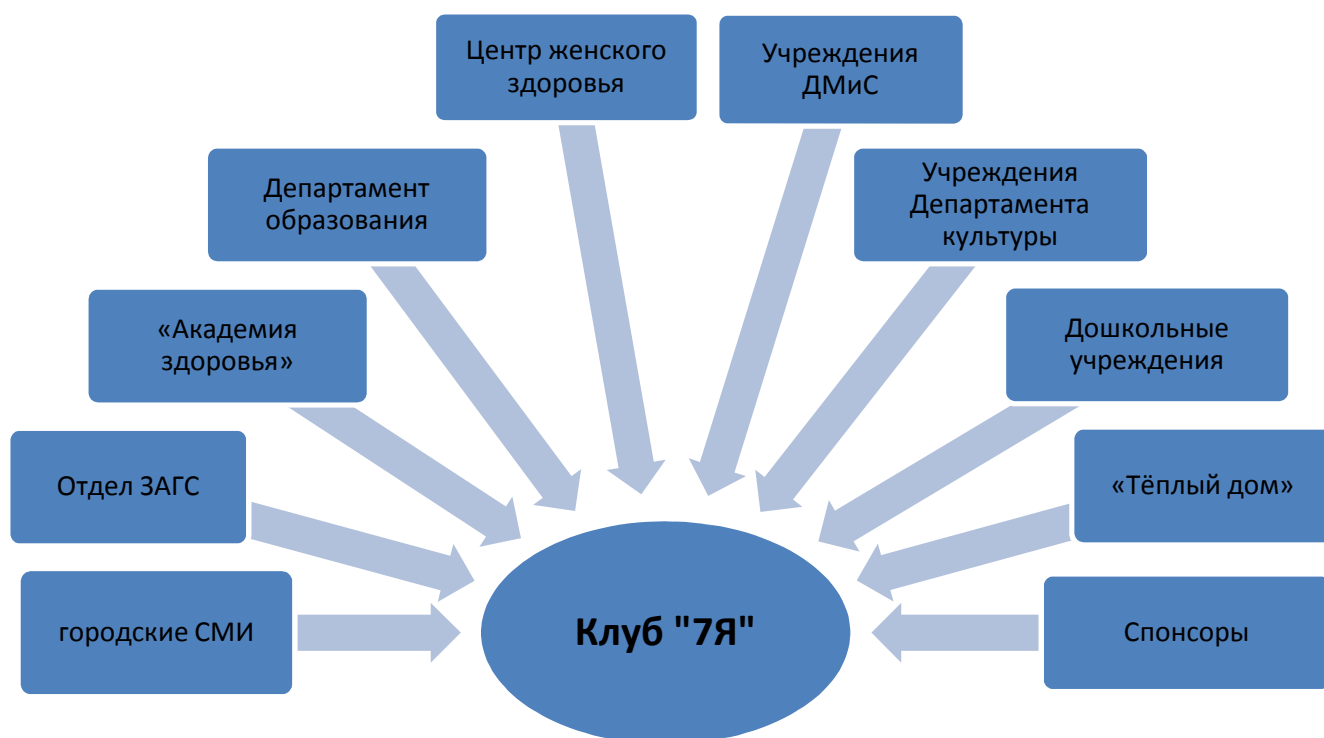 Центр женского
здоровья
Учреждения
ДМиС
Департамент
образования
Учреждения
Департамента
культуры
«Академия
здоровья»
Дошкольные
учреждения
Отдел ЗАГС
«Тёплый дом»
городские СМИ
Клуб "7Я"
Спонсоры